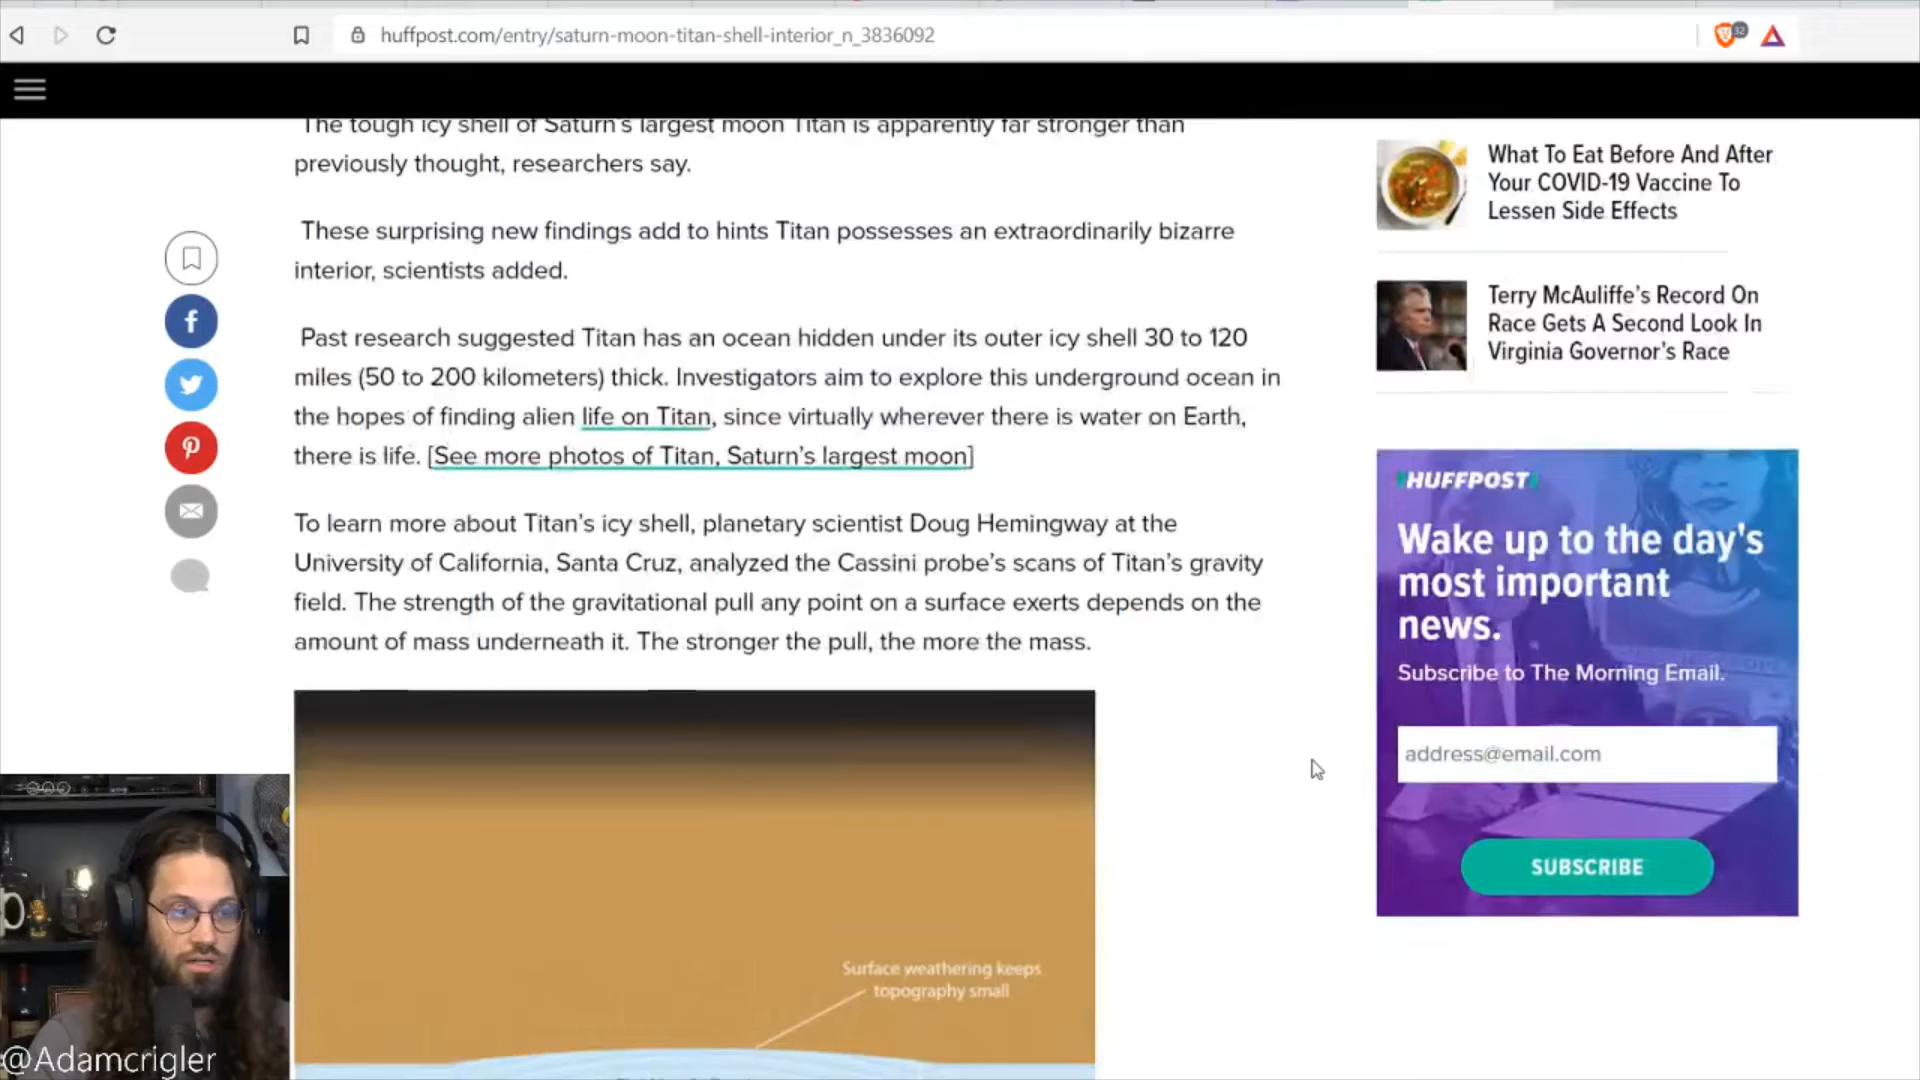 huffpost.com/entry/saturn-moon-titan-shell-interior_n_3836092
32
The tough icy shell of Saturn's largest moon Titan is apparently far stronger than
previously thought, researchers say.
These surprising new findings add to hints Titan possesses an extraordinarily bizarre
interior, scientists added.
Past research suggested Titan has an ocean hidden under its outer icy shell 30 to 120
miles (50 to 200 kilometers) thick. Investigators aim to explore this underground ocean in
the hopes of finding alien life on Titan, since virtually wherever there is water on Earth,
there is life. [See more photos of Titan, Saturn's largest moon]
To learn more about Titan's icy shell, planetary scientist Doug Hemingway at the
University of California, Santa Cruz, analyzed the Cassini probe's scans of Titan's gravity
field. The strength of the gravitational pull any point on a surface exerts depends on the
amount of mass underneath it. The stronger the pull, the more the mass.
Surface weathering keeps
topography small
What To Eat Before And After
Your COVID-19 Vaccine To
Lessen Side Effects
Terry McAuliffe's Record On
Race Gets A Second Look In
Virginia Governor's Race
HUFFPOST
Wake up to the day's
most important
news.
Subscribe to The Morning Email.
address@email.com
SUBSCRIBE
@Adamcrigler